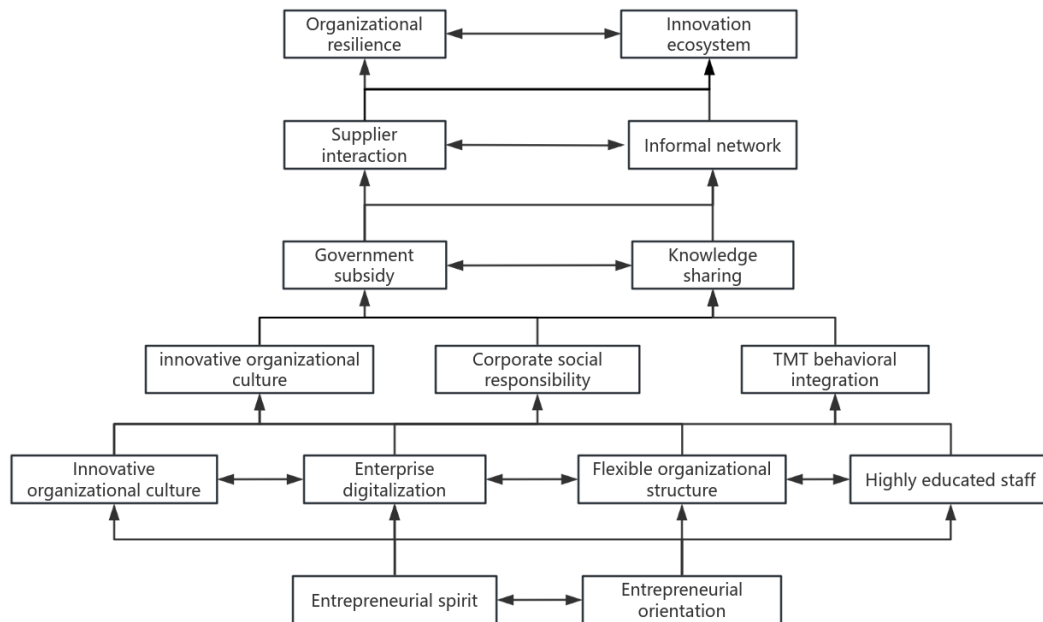 Organizational
resilience
Innovation
ecosystem
Supplier
interaction
Informal network
Government
subsidy
Knowledge
sharing
innovative organizational
culture
Corporate social
responsibility
TMT behavioral
integration
Innovative
organizational culture
Enterprise
digitalization
Flexible organizational
structure
Highly educated staff
Entrepreneurial spirit
Entrepreneurial
orientation